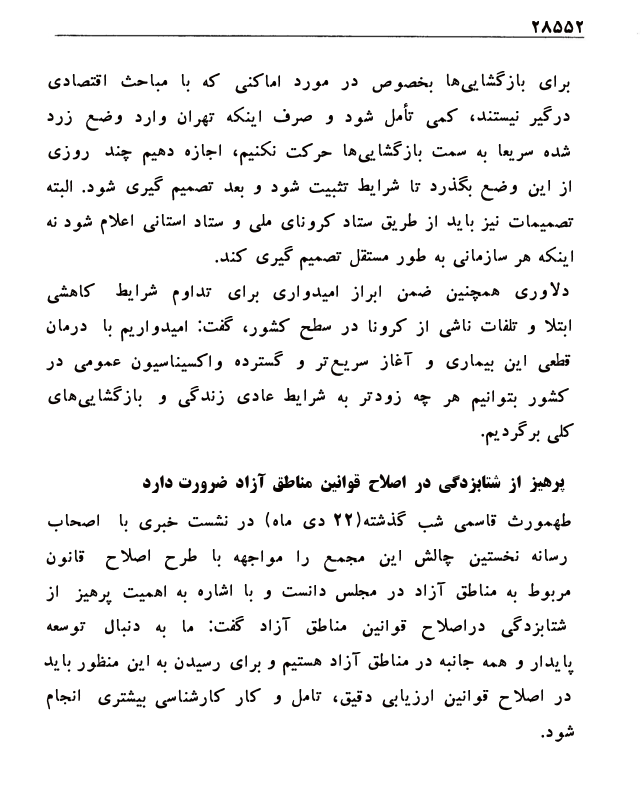 ۲۸۵۵۲
برای بازگشایی‌ها بخصوص در مورد اماکنی که با مباحث اقتصادی
درگیر نیستند، کمی تأمل شود و صرف اینکه تهران وارد وضع زرد
شده سریعا به سمت بازگشایی‌ها حرکت نکنیم، اجازه دهیم چند روزی
از این وضع بگذرد تا شرایط تثبیت شود و بعد تصمیم گیری شود. البته
تصمیمات نیز باید از طریق ستاد کرونای ملی و ستاد استانی اعلام شود نه
اینکه هر سازمانی به طور مستقل تصمیم گیری کند.
دلاوری همچنین ضمن ابراز امیدواری برای تداوم شرایط کاهشی
ابتلا و تلفات ناشی از کرونا در سطح کشور، گفت: امیدواریم با درمان
قطعی این بیماری و آغاز سریع‌تر و گسترده واکسیناسیون عمومی در
کشور بتوانیم هر چه زودتر به شرایط عادی زندگی و بازگشایی‌های
کلی برگردیم.
پرهیز از شتابزدگی در اصلاح قوانین مناطق آزاد ضرورت دارد
طهمورث قاسمی شب گذشته(۲۲ دی ماه) در نشست خبری با اصحاب
رسانه نخستین چالش این مجمع را مواجهه با طرح اصلاح قانون
مربوط به مناطق آزاد در مجلس دانست و با اشاره به اهمیت پرهیز از
شتابزدگی دراصلاح قوانین مناطق آزاد گفت: ما به دنبال توسعه
پایدار و همه جانبه در مناطق آزاد هستیم و برای رسیدن به این منظور باید
در اصلاح قوانین ارزیابی دقیق، تامل و کار کارشناسی بیشتری انجام
شود.